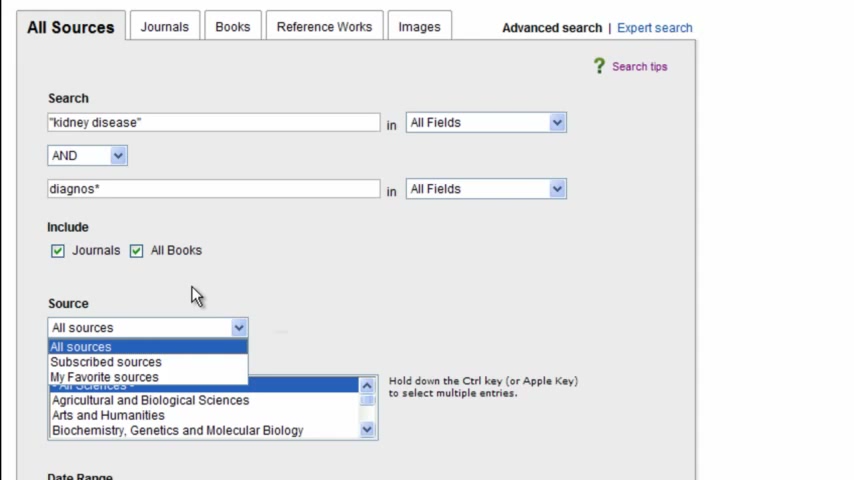 All Sources Journals Books Reference Works Images Advanced search | Expert search
? Search tips
Search
"kidney disease" in All Fields
AND
diagnos* in All Fields
Include
Journals All Books
Source
All sources
All sources
Subscribed sources
My Favorite sources
- All Sciences -
Hold down the Ctrl key (or Apple Key)
to select multiple entries.
Agricultural and Biological Sciences
Arts and Humanities
Biochemistry, Genetics and Molecular Biology
Date Range